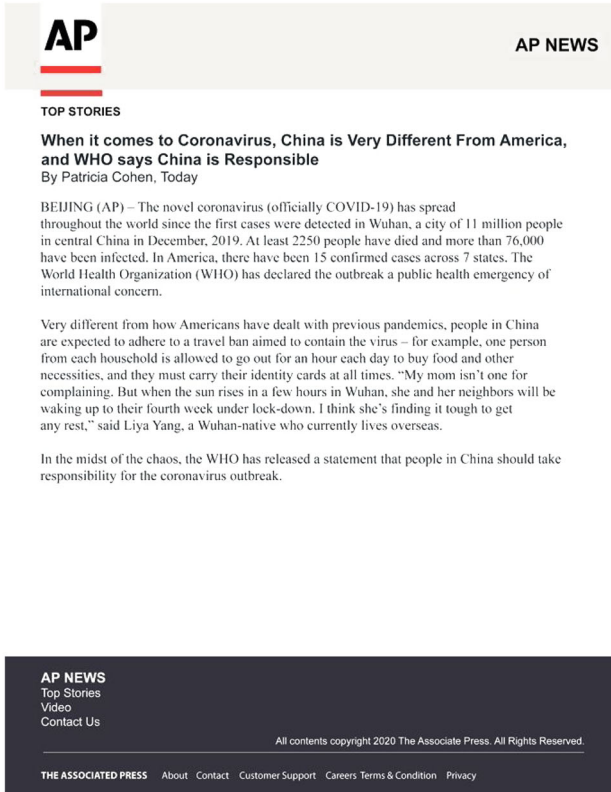 AP
AP NEWS
TOP STORIES
When it comes to Coronavirus, China is Very Different From America,
and WHO says China is Responsible
By Patricia Cohen, Today
BEIJING (AP) – The novel coronavirus (officially COVID-19) has spread
throughout the world since the first cases were detected in Wuhan, a city of 11 million people
in central China in December, 2019. At least 2250 people have died and more than 76,000
have been infected. In America, there have been 15 confirmed cases across 7 states. The
World Health Organization (WHO) has declared the outbreak a public health emergency of
international concern.
Very different from how Americans have dealt with previous pandemics, people in China
are expected to adhere to a travel ban aimed to contain the virus – for example, one person
from each household is allowed to go out for an hour each day to buy food and other
necessities, and they must carry their identity cards at all times. “My mom isn’t one for
complaining. But when the sun rises in a few hours in Wuhan, she and her neighbors will be
waking up to their fourth week under lock-down. I think she’s finding it tough to get
any rest,” said Liya Yang, a Wuhan-native who currently lives overseas.
In the midst of the chaos, the WHO has released a statement that people in China should take
responsibility for the coronavirus outbreak.
AP NEWS
Top Stories
Video
Contact Us
All contents copyright 2020 The Associate Press. All Rights Reserved.
THE ASSOCIATED PRESS About Contact Customer Support Careers Terms & Condition Privacy